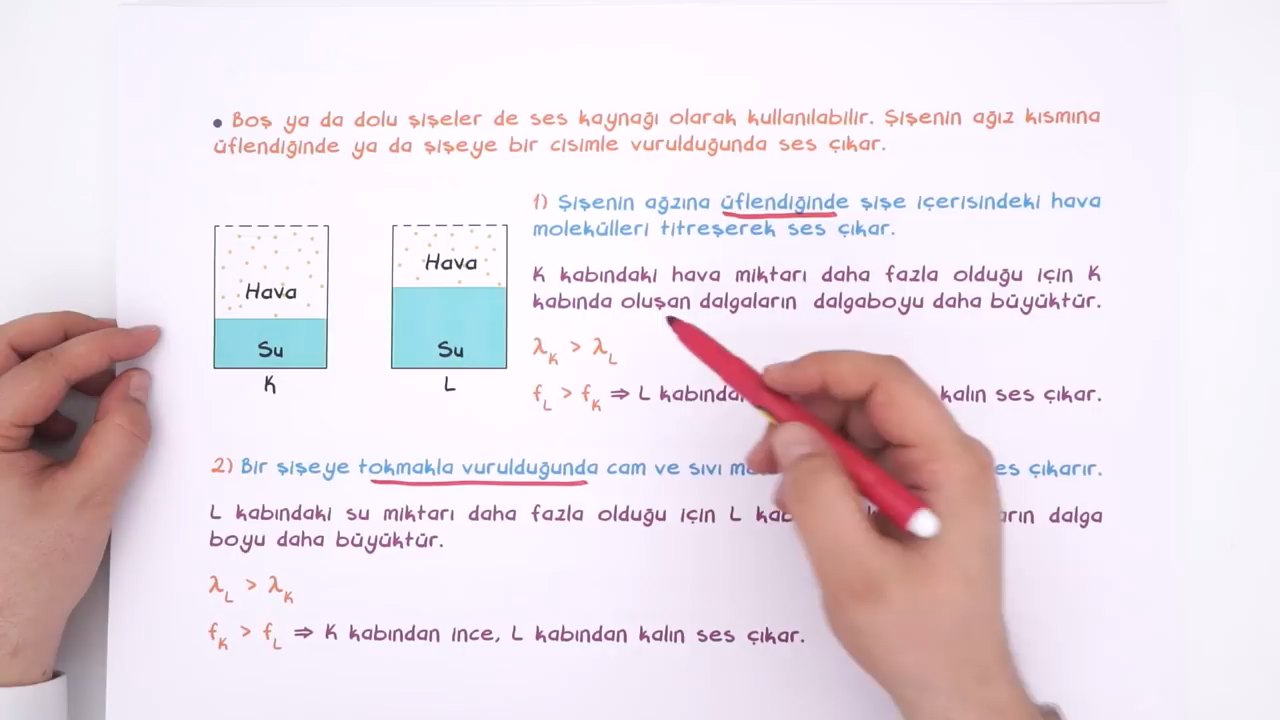 • Boş ya da dolu şişeler de ses kaynağı olarak kullanılabilir. Şişenin ağız kısmına
üflendiğinde ya da şişeye bir cisimle vurulduğunda ses çıkar.
1) Şişenin ağzına üflendiğinde şişe içerisindeki hava
molekülleri titreşerek ses çıkar.
Hava
Su
K
Hava
Su
L
K kabındaki hava miktarı daha fazla olduğu için K
kabında oluşan dalgaların dalgaboyu daha büyüktür.
λK > λL
fL > fK ⇒ L kabından kalın ses çıkar.
2) Bir şişeye tokmakla vurulduğunda cam ve sıvı çıkarır.
L kabındaki su miktarı daha fazla olduğu için L dalga
boyu daha büyüktür.
λL > λK
fK > fL ⇒ K kabından ince, L kabından kalın ses çıkar.